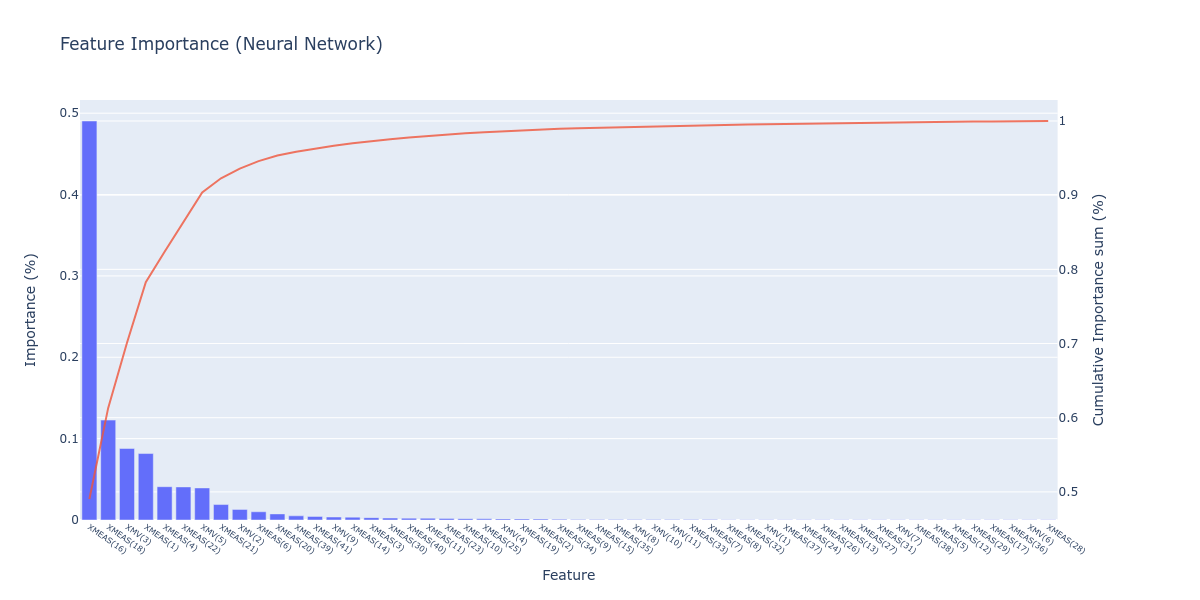 Feature Importance (Neural Network)
0.5
0.4
0.3
0.2
0.1
0
Importance (%)
1
0.9
0.8
0.7
0.6
0.5
Cumulative Importance sum (%)
XMEAS(16)
XMEAS(18)
XMV(3)
XMEAS(1)
XMEAS(4)
XMEAS(22)
XMV(5)
XMEAS(21)
XMV(2)
XMEAS(6)
XMEAS(20)
XMEAS(39)
XMEAS(41)
XMV(9)
XMEAS(14)
XMEAS(3)
XMEAS(30)
XMEAS(40)
XMEAS(11)
XMEAS(23)
XMEAS(10)
XMEAS(25)
XMV(4)
XMEAS(19)
XMEAS(2)
XMEAS(34)
XMEAS(9)
XMEAS(15)
XMEAS(35)
XMV(8)
XMV(10)
XMV(11)
XMEAS(33)
XMEAS(7)
XMEAS(8)
XMEAS(32)
XMV(1)
XMEAS(37)
XMEAS(24)
XMEAS(26)
XMEAS(13)
XMEAS(27)
XMEAS(31)
XMV(7)
XMEAS(38)
XMEAS(5)
XMEAS(12)
XMEAS(29)
XMEAS(17)
XMEAS(36)
XMV(6)
XMEAS(28)
Feature